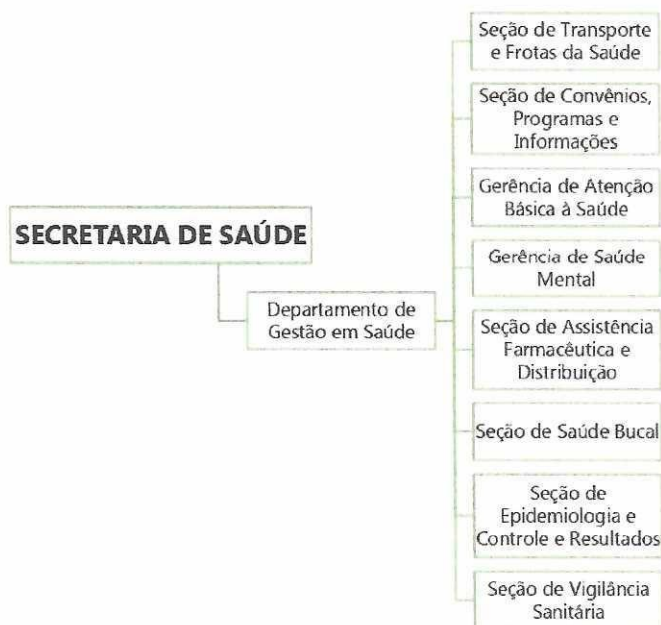 SECRETARIA DE SAÚDE
Departamento de
Gestão em Saúde
Seção de Transporte
e Frotas da Saúde
Seção de Convênios,
Programas e
Informações
Gerência de Atenção
Básica à Saúde
Gerência de Saúde
Mental
Seção de Assistência
Farmacêutica e
Distribuição
Seção de Saúde Bucal
Seção de
Epidemiologia e
Controle e Resultados
Seção de Vigilância
Sanitária